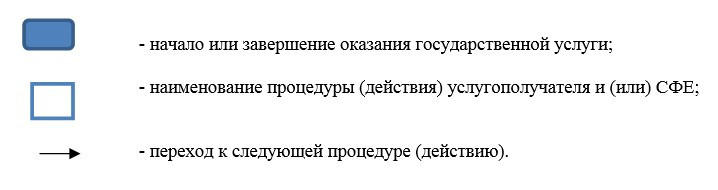 - начало или завершение оказания государственной услуги;
- наименование процедуры (действия) услугополучателя и (или) СФЕ;
- переход к следующей процедуре (действию).